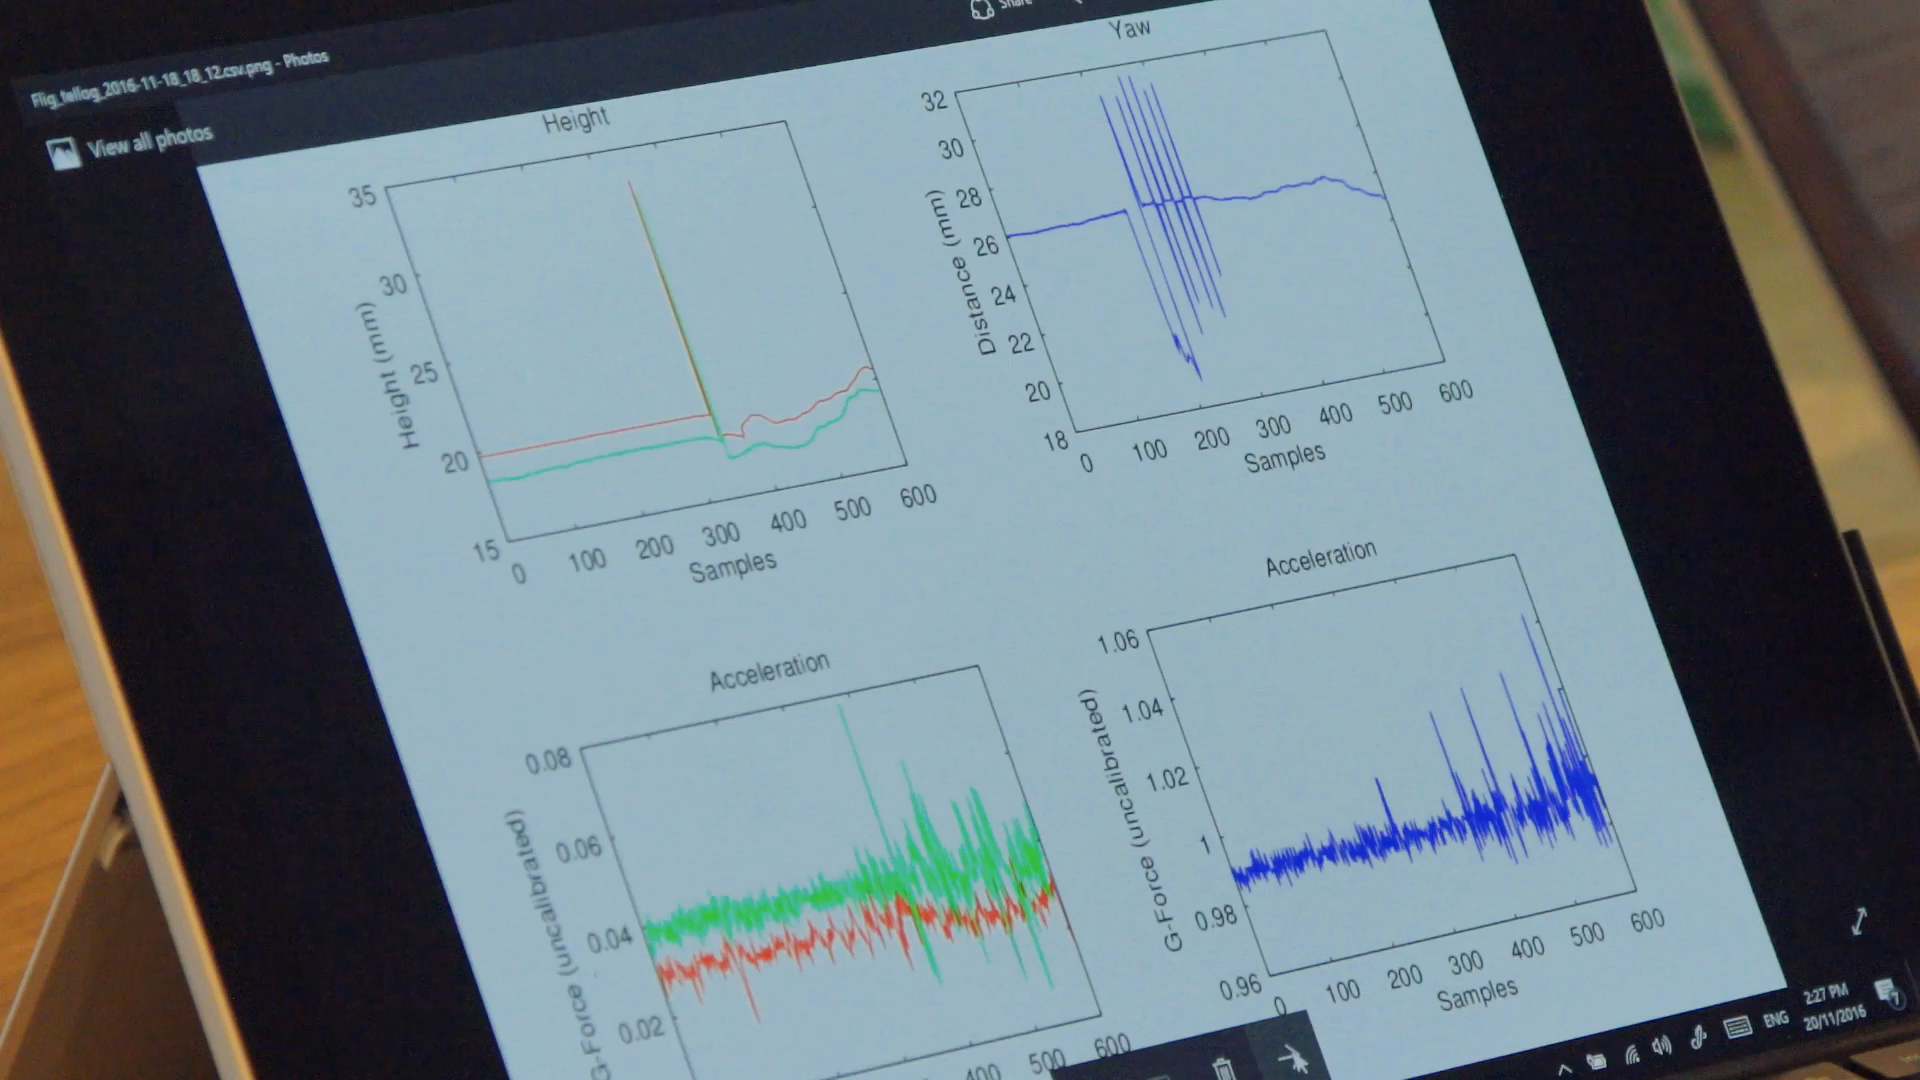 Flig_tellog_2016-11-18_18_12.csv.png - Photos
Share
View all photos
Height
35
30
25
20
15
Height (mm)
0 100 200 300 400 500 600
Samples
Yaw
32
30
28
26
24
22
20
18
Distance (mm)
0 100 200 300 400 500 600
Samples
Acceleration
0.08
0.06
0.04
0.02
G-Force (uncalibrated)
400 500 600
Acceleration
1.06
1.04
1.02
1
0.98
0.96
G-Force (uncalibrated)
0 100 200 300 400 500 600
Samples
ENG
2:27 PM
20/11/2016
7